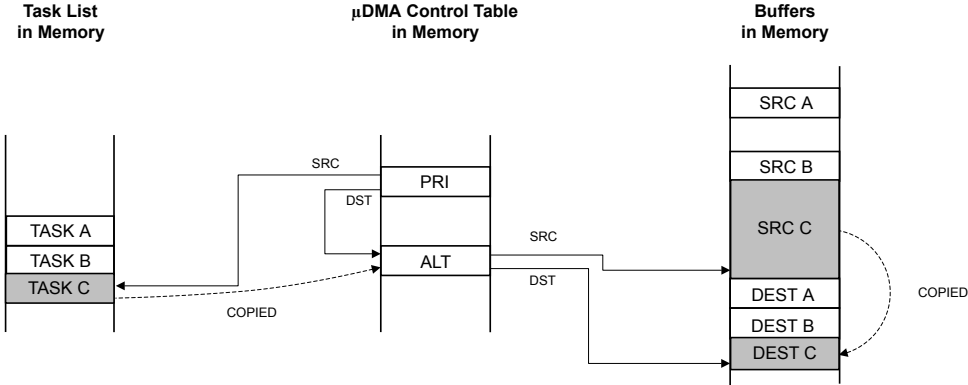 Task List
in Memory
µDMA Control Table
in Memory
Buffers
in Memory
SRC A
SRC B
SRC
PRI
DST
TASK A
TASK B
TASK C
ALT
SRC
DST
COPIED
SRC C
DEST A
DEST B
DEST C
COPIED